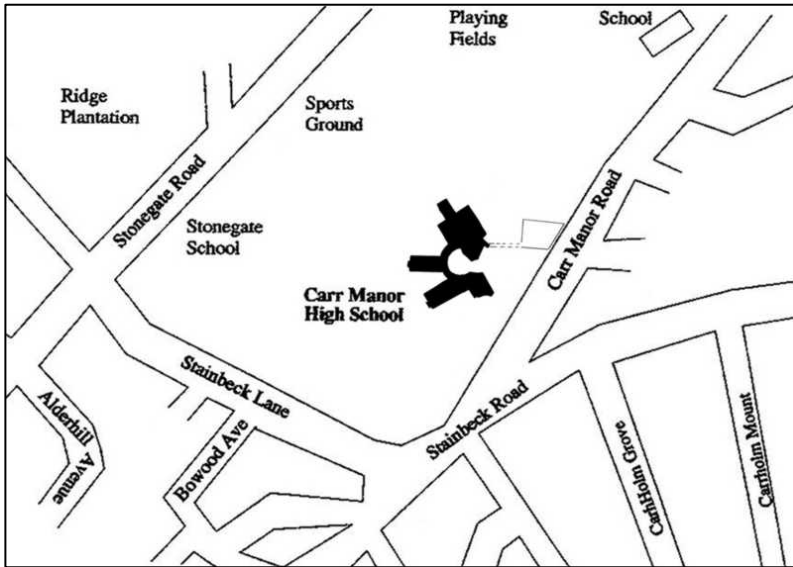 Playing
Fields
School
Ridge
Plantation
Sports
Ground
Stonegate Road
Stonegate
School
Carr Manor Road
Carr Manor
High School
Stainbeck Lane
Stainbeck Road
Alderhill
Avenue
Bowood Ave
CarhHolm Grove
Carrholm Mount